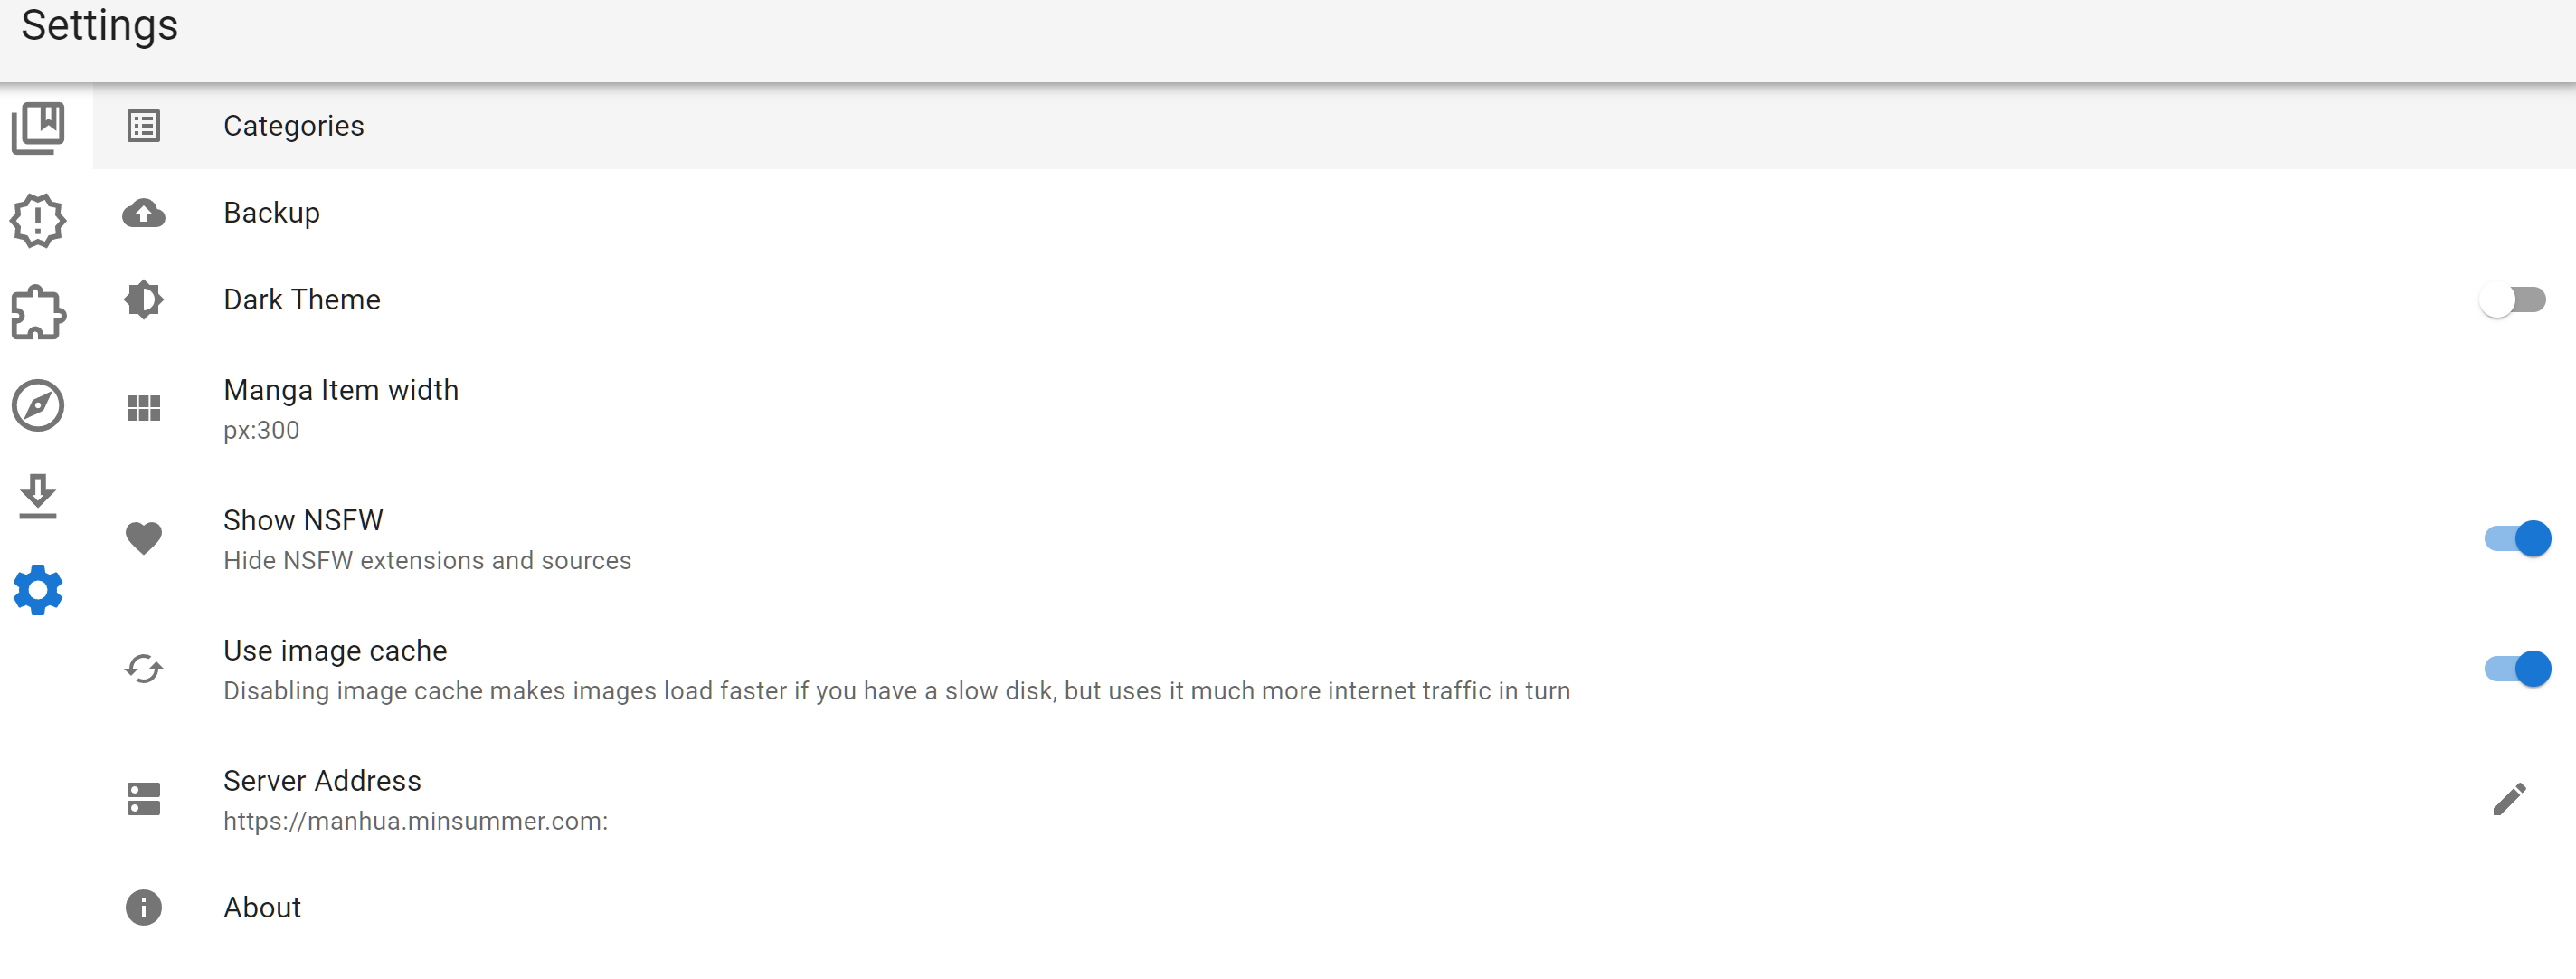 Settings
Categories
Backup
Dark Theme
Manga Item width
px:300
Show NSFW
Hide NSFW extensions and sources
Use image cache
Disabling image cache makes images load faster if you have a slow disk, but uses it much more internet traffic in turn
Server Address
https://manhua.minsummer.com:
About